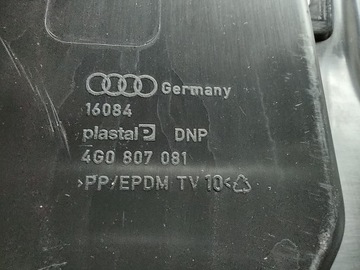 Germany
16084
plastal P DNP
4G0 807 081
>PP/EPDM TV 10<